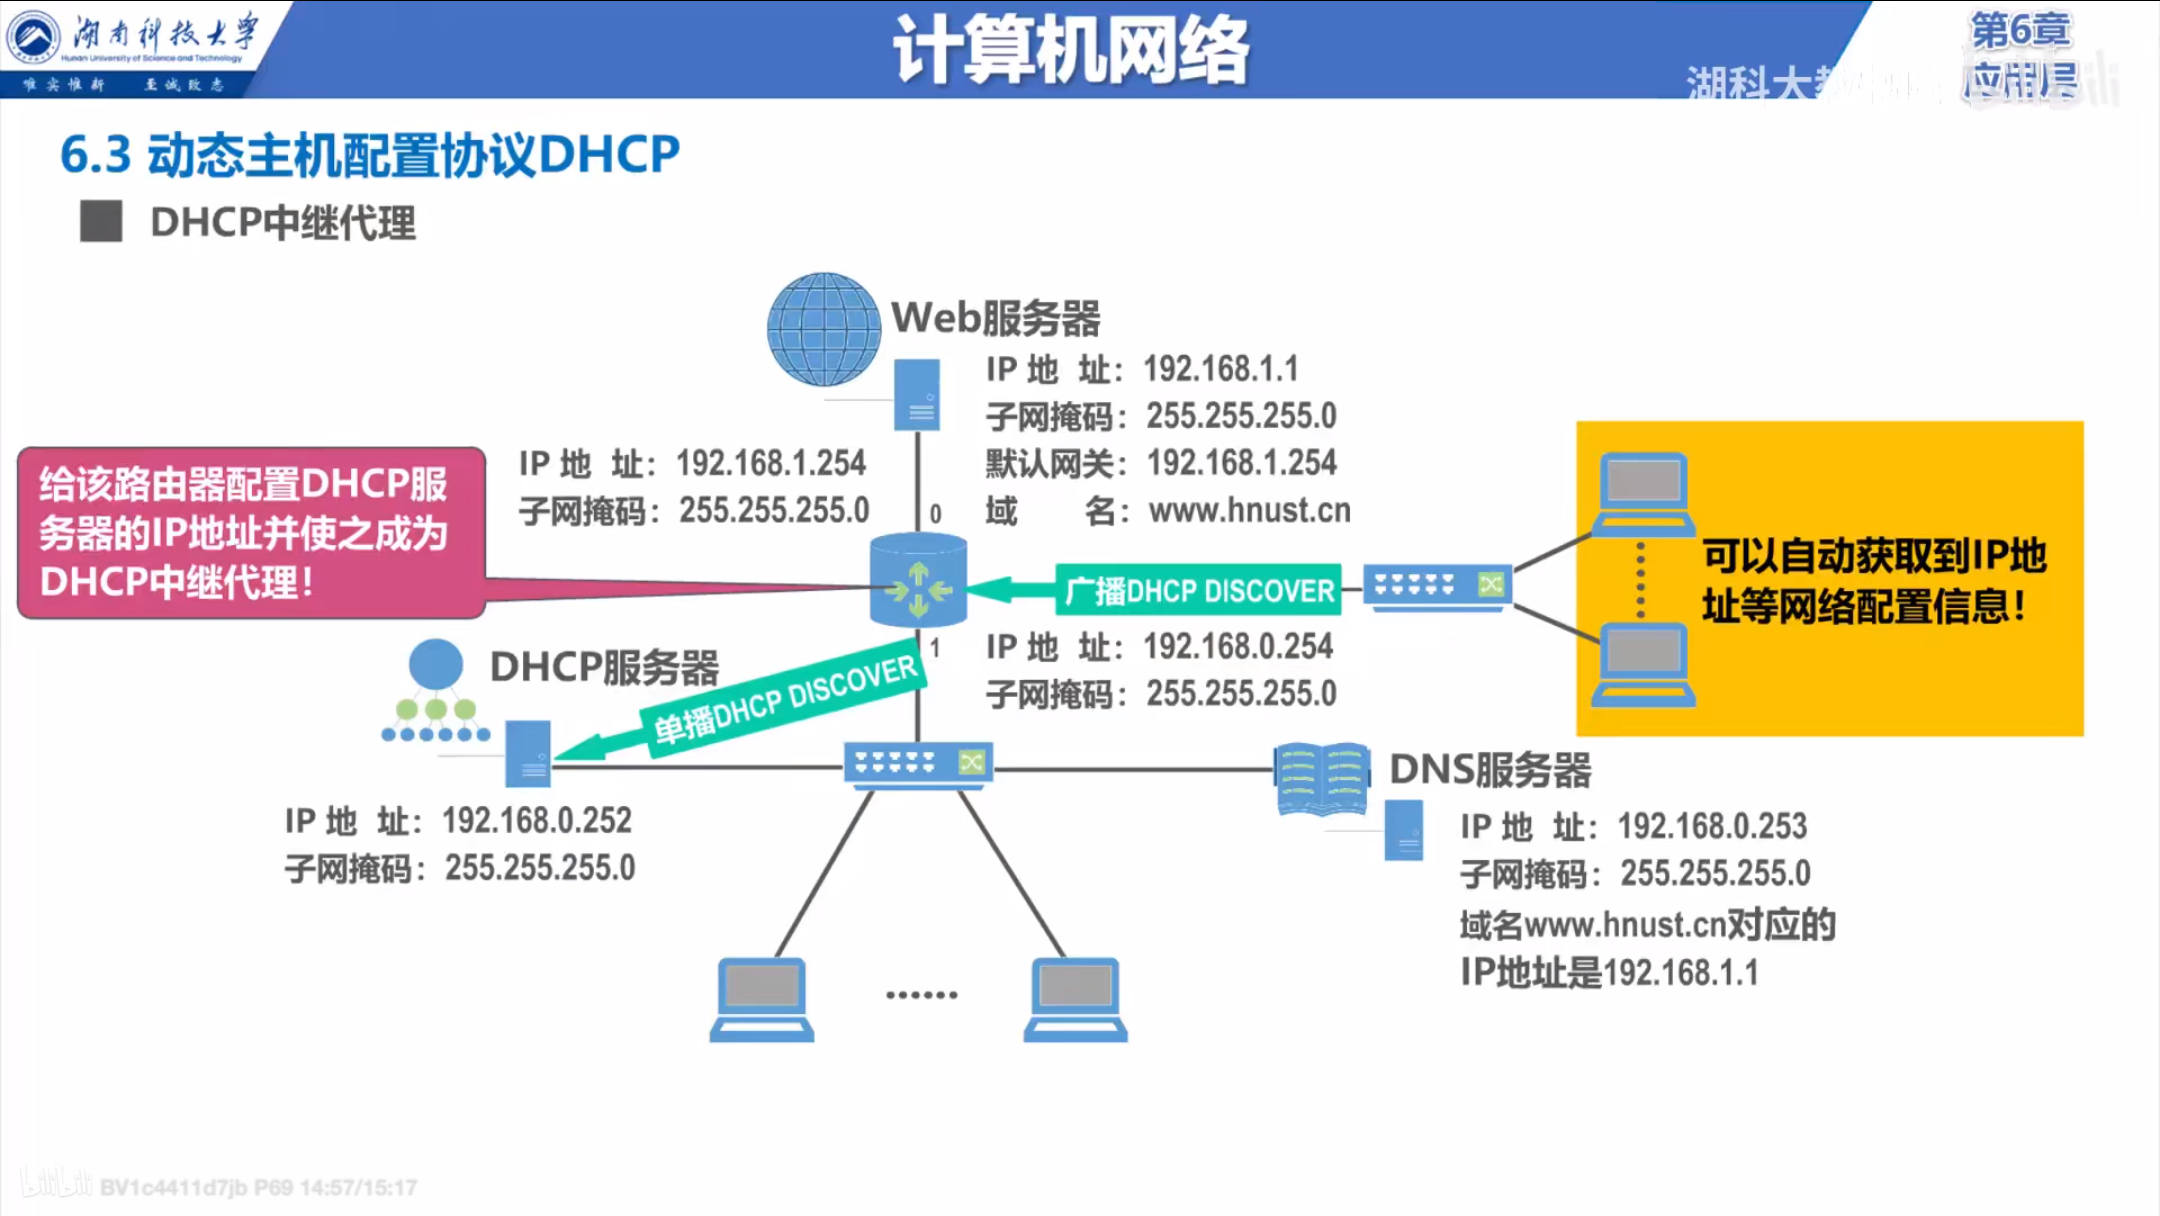 湖南科技大学
Hunan University of Science and Technology
唯实惟新 至诚致志
计算机网络
第6章
应用层
湖科大教
bilibili
6.3 动态主机配置协议DHCP
DHCP中继代理
Web服务器
IP 地 址：192.168.1.1
子网掩码：255.255.255.0
默认网关：192.168.1.254
域 名：www.hnust.cn
IP 地 址：192.168.1.254
子网掩码：255.255.255.0
0
给该路由器配置DHCP服
务器的IP地址并使之成为
DHCP中继代理！
广播DHCP DISCOVER
可以自动获取到IP地
址等网络配置信息！
1
IP 地 址：192.168.0.254
子网掩码：255.255.255.0
DHCP服务器
单播DHCP DISCOVER
IP 地 址：192.168.0.252
子网掩码：255.255.255.0
DNS服务器
IP 地 址：192.168.0.253
子网掩码：255.255.255.0
域名www.hnust.cn对应的
IP地址是192.168.1.1
······
bilibili BV1c4411d7jb P69 14:57/15:17